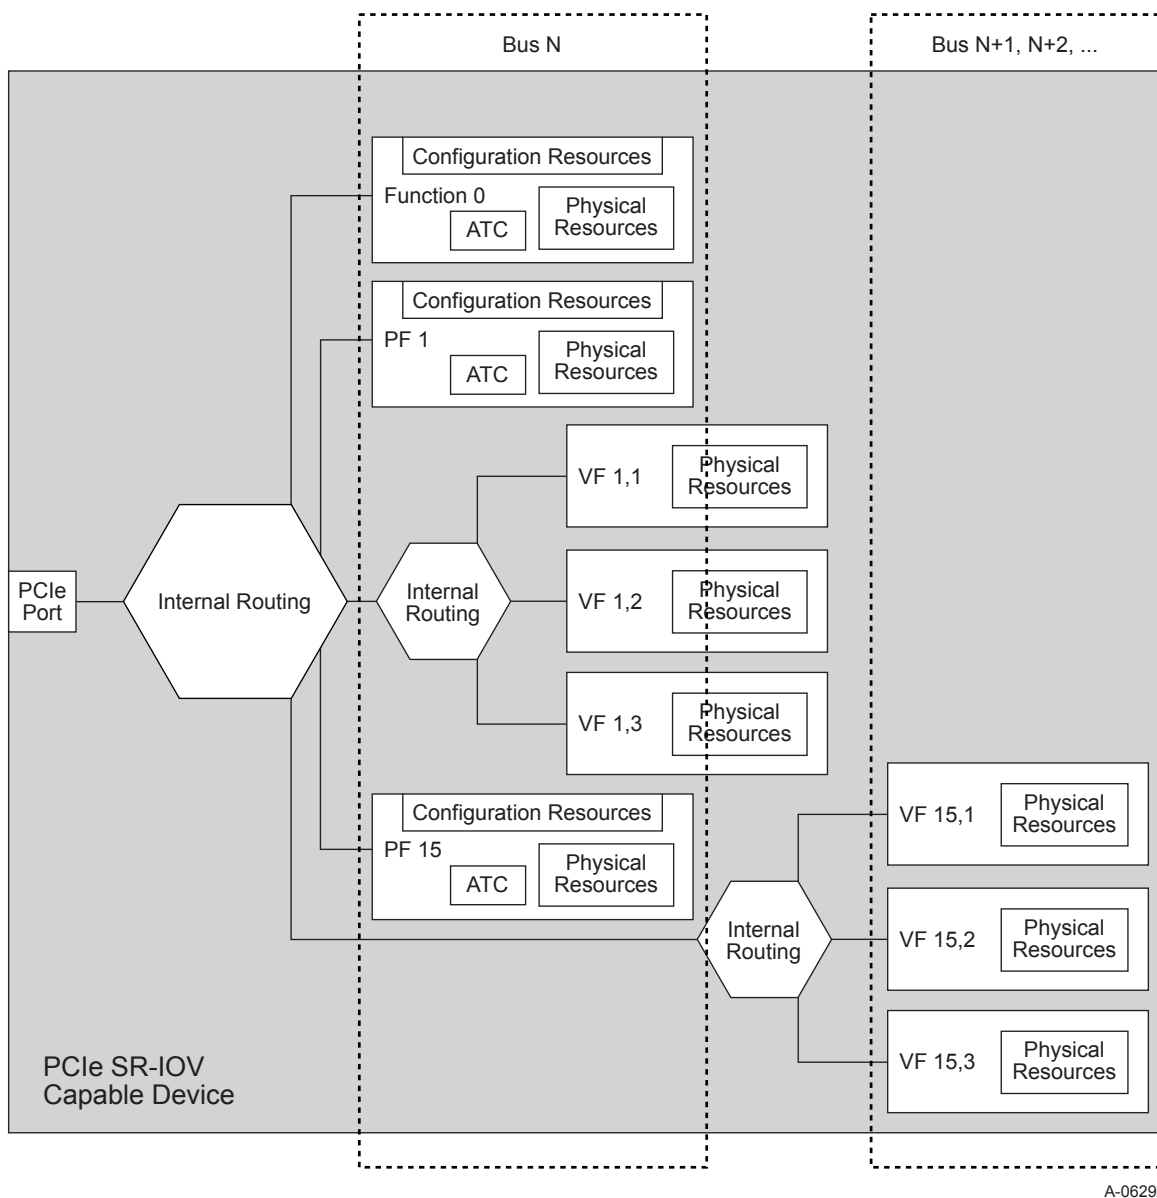 Bus N
Bus N+1, N+2, ...
Configuration Resources
Function 0
ATC
Physical
Resources
Configuration Resources
PF 1
ATC
Physical
Resources
VF 1,1
Physical
Resources
PCIe
Port
Internal Routing
Internal
Routing
VF 1,2
Physical
Resources
VF 1,3
Physical
Resources
Configuration Resources
PF 15
ATC
Physical
Resources
VF 15,1
Physical
Resources
Internal
Routing
VF 15,2
Physical
Resources
VF 15,3
Physical
Resources
PCIe SR-IOV
Capable Device
A-0629